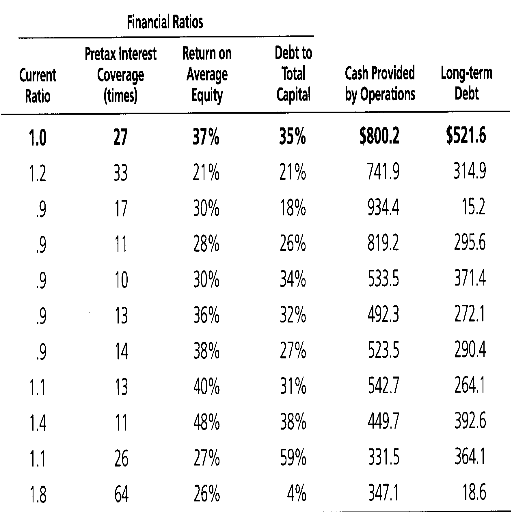 Financial Ratios
Pretax Interest Return on Debt to
Current Coverage Average Total Cash Provided Long-term
Ratio (times) Equity Capital by Operations Debt
1.0 27 37% 35% $800.2 $521.6
1.2 33 21% 21% 741.9 314.9
.9 17 30% 18% 934.4 15.2
.9 11 28% 26% 819.2 295.6
.9 10 30% 34% 533.5 371.4
.9 13 36% 32% 492.3 272.1
.9 14 38% 27% 523.5 290.4
1.1 13 40% 31% 542.7 264.1
1.4 11 48% 38% 449.7 392.6
1.1 26 27% 59% 331.5 364.1
1.8 64 26% 4% 347.1 18.6